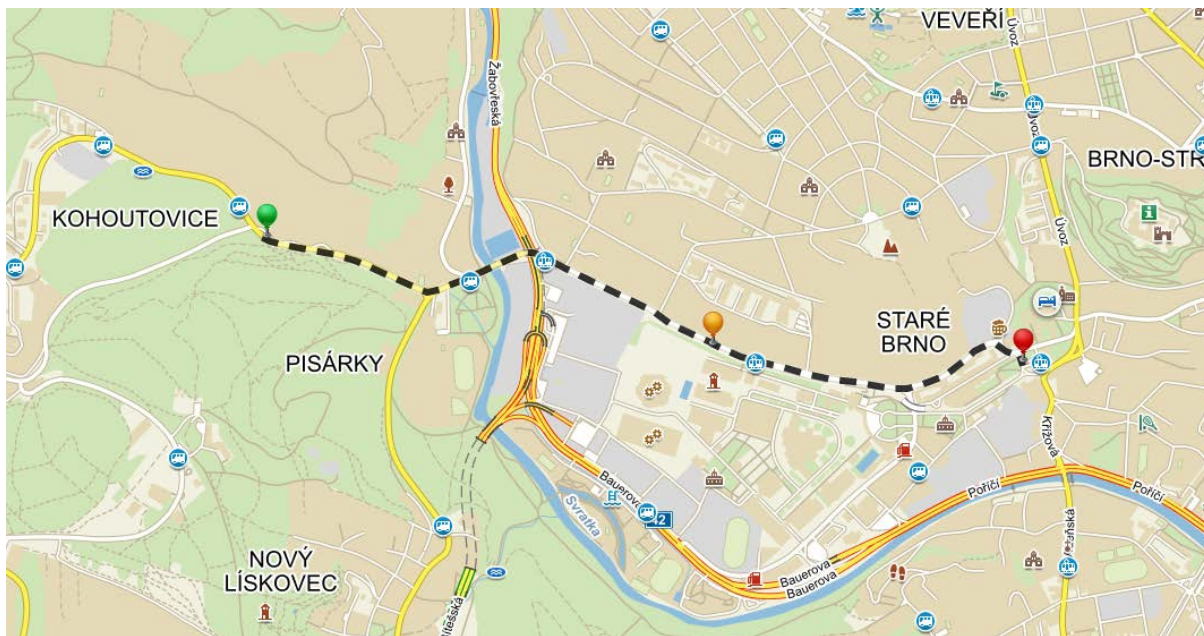 VEVEŘÍ
Úvoz
Žabovřeská
Úvoz
BRNO-STŘ
KOHOUTOVICE
Úvoz
STARÉ
BRNO
PISÁRKY
Křížová
Bauerova
Poříčí
Poříčí
Svratka
42
NOVÝ
LÍSKOVEC
Bauerova
Bauerova